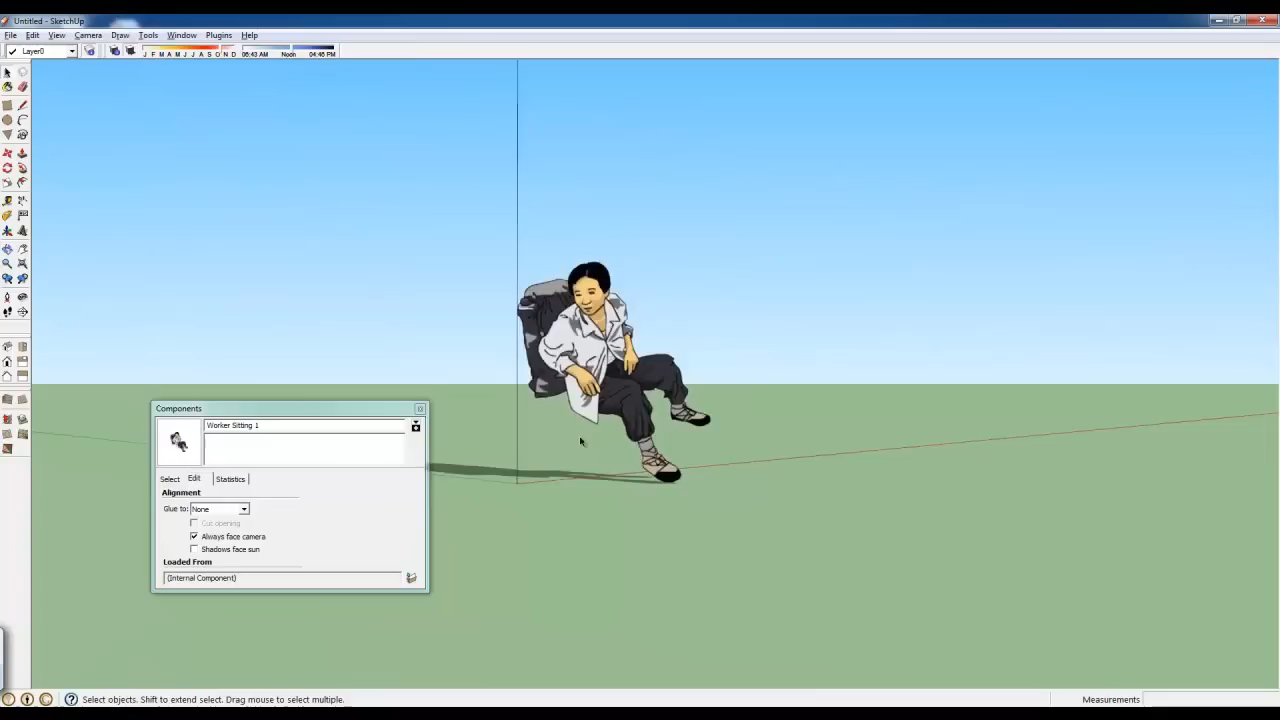 Untitled - SketchUp
File Edit View Camera Draw Tools Window Plugins Help
Layer0
J F M A M J J A S O N D 06:43 AM Noon 04:46 PM
Components
Worker Sitting 1
Select Edit Statistics
Alignment
Glue to: None
Cut opening
Always face camera
Shadows face sun
Loaded From
(Internal Component)
Select objects. Shift to extend select. Drag mouse to select multiple.
Measurements